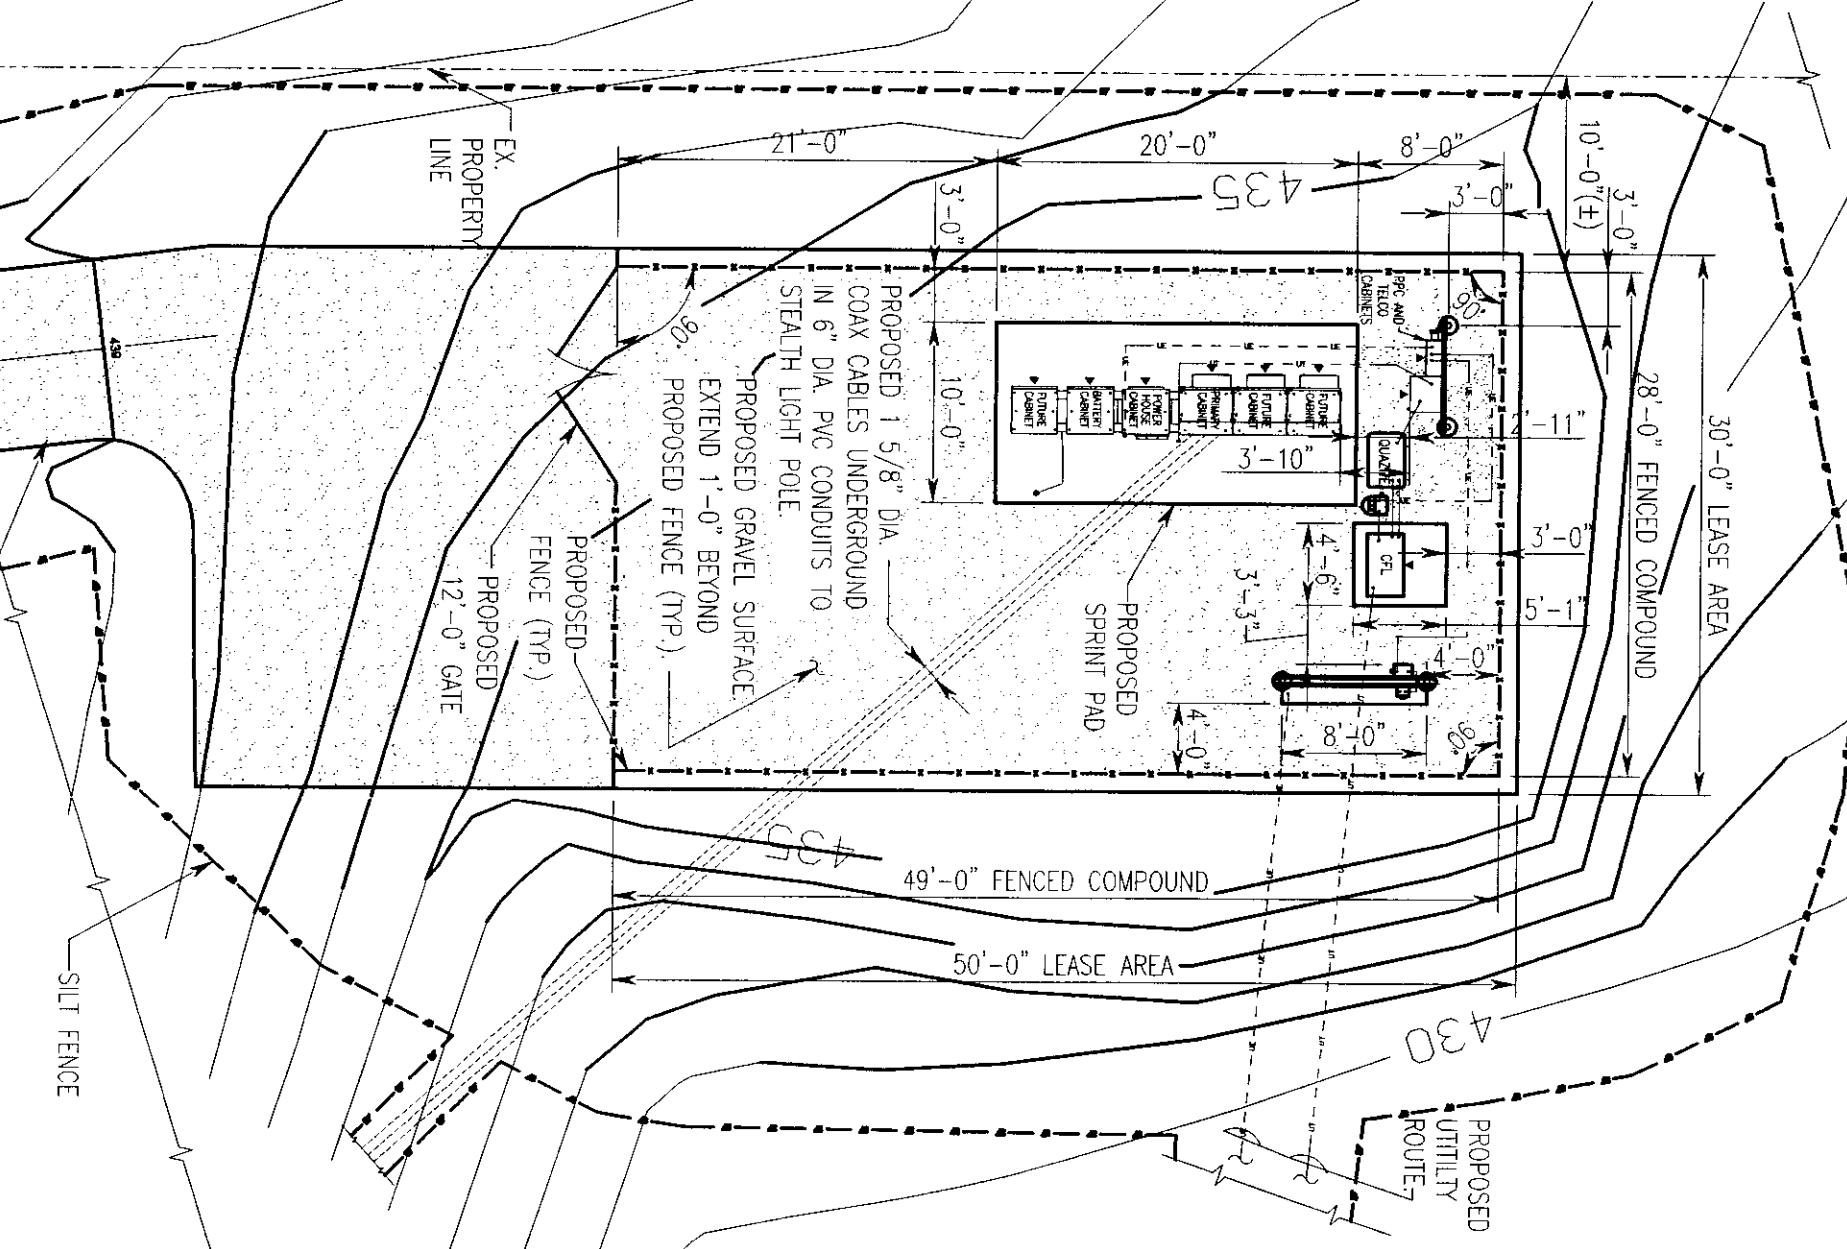 EX.
PROPERTY
LINE
21'-0"
20'-0"
8'-0"
10'-0"(±)
3'-0"
3'-0"
3'-0"
435
PPC AND
TELCO
CABINETS
90°
90°
90°
28'-0" FENCED COMPOUND
30'-0" LEASE AREA
10'-0"
FUTURE
CABINET
BATTERY
CABINET
POWER
HOUSE
CABINET
PRIMARY
CABINET
FUTURE
CABINET
FUTURE
CABINET
2'-11"
3'-10"
QUAZITE
CFL
3'-0"
5'-1"
4'-6"
3'-3"
4'-0"
4'-0"
8'-0"
439
PROPOSED 1 5/8" DIA.
COAX CABLES UNDERGROUND
IN 6" DIA. PVC CONDUITS TO
STEALTH LIGHT POLE.
PROPOSED GRAVEL SURFACE
EXTEND 1'-0" BEYOND
PROPOSED FENCE (TYP.)
PROPOSED
FENCE (TYP.)
PROPOSED
12'-0" GATE
PROPOSED
SPRINT PAD
435
49'-0" FENCED COMPOUND
50'-0" LEASE AREA
430
SILT FENCE
PROPOSED
UTITILTY
ROUTE